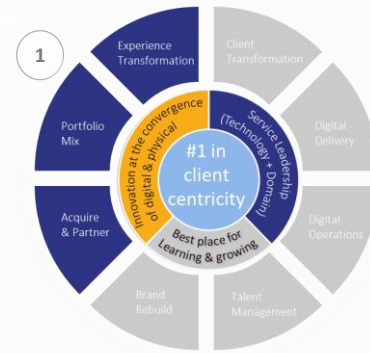 1
Experience
Transformation
Client
Transformation
Portfolio
Mix
Digital
Delivery
Innovation at the convergence
of digital & physical
Service Leadership
(Technology + Domain)
#1 in
client
centricity
Acquire
& Partner
Digital
Operations
Best place for
Learning & growing
Brand
Rebuild
Talent
Management